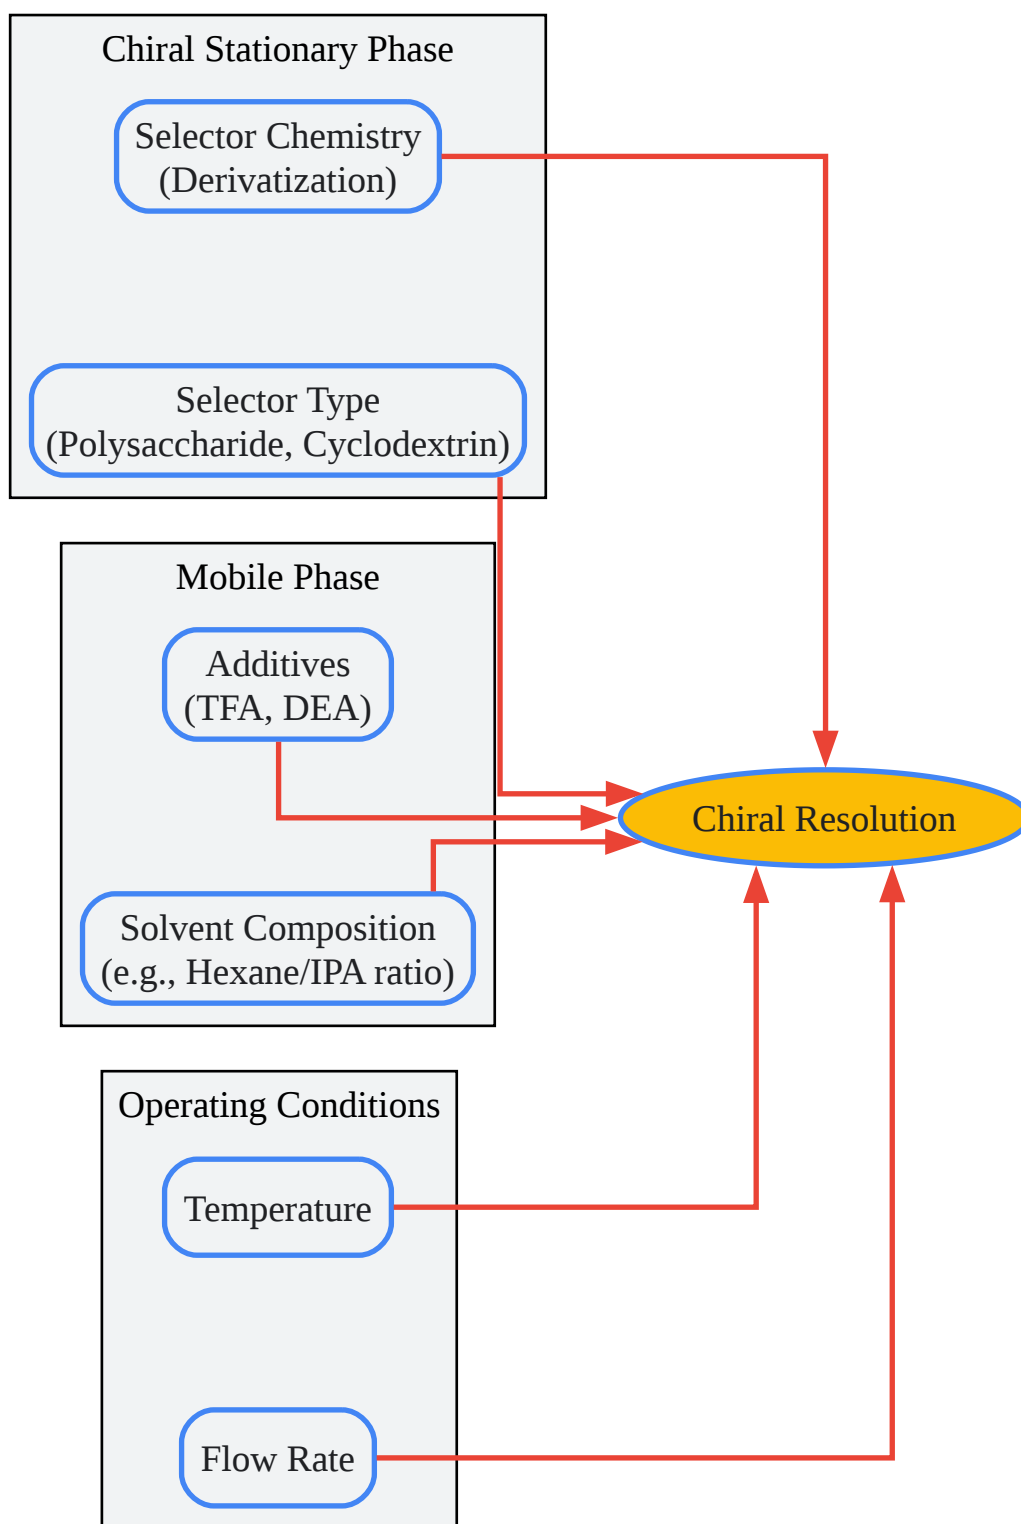 Chiral Stationary Phase
Selector Chemistry
(Derivatization)
Selector Type
(Polysaccharide, Cyclodextrin)
Mobile Phase
Additives
(TFA, DEA)
Chiral Resolution
Solvent Composition
(e.g., Hexane/IPA ratio)
Operating Conditions
Temperature
Flow Rate